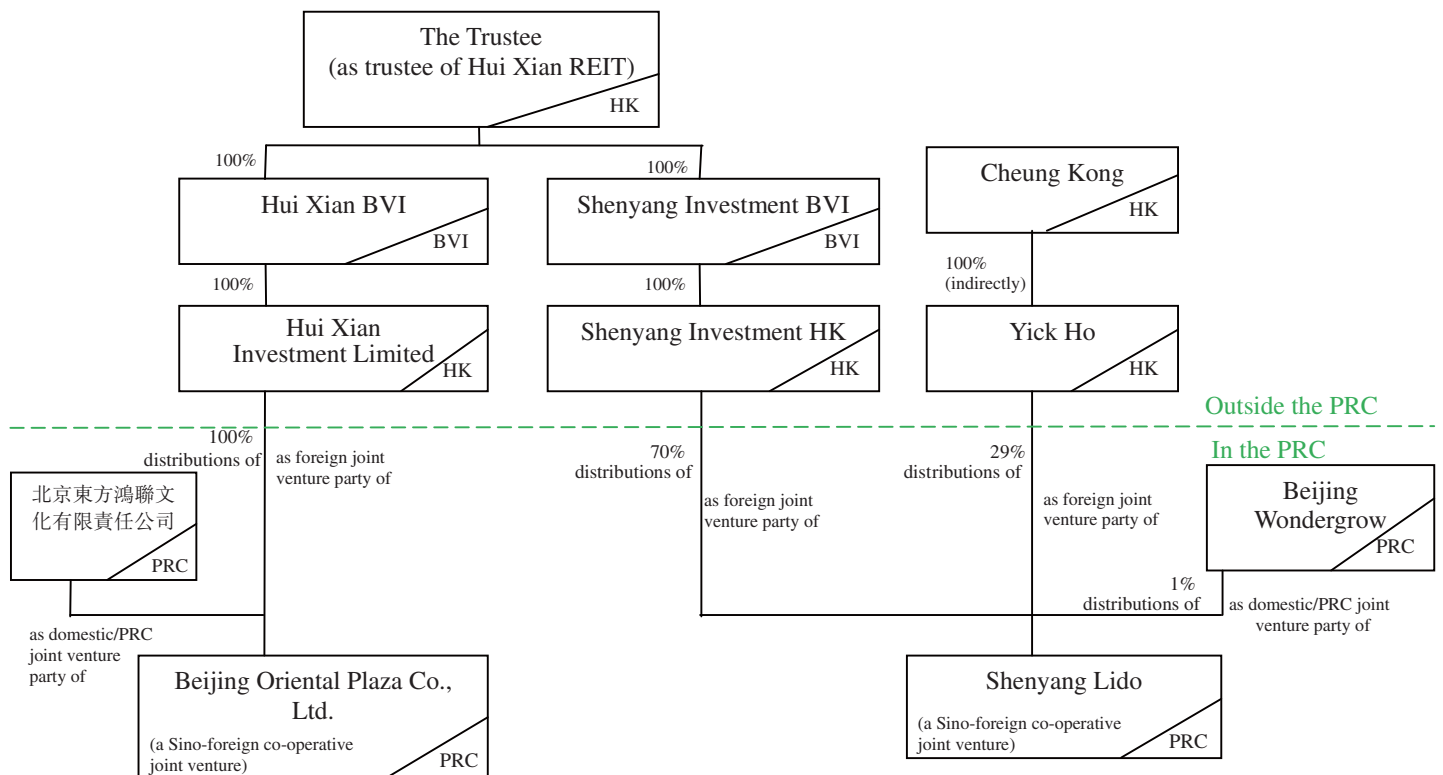 The Trustee
(as trustee of Hui Xian REIT)
HK
100%
100%
Hui Xian BVI
BVI
Shenyang Investment BVI
BVI
Cheung Kong
HK
100%
100%
100%
(indirectly)
Hui Xian
Investment Limited
HK
Shenyang Investment HK
HK
Yick Ho
HK
Outside the PRC
In the PRC
100%
distributions of
as foreign joint
venture party of
70%
distributions of
as foreign joint
venture party of
29%
distributions of
as foreign joint
venture party of
北京東方鴻聯文
化有限責任公司
PRC
Beijing
Wondergrow
PRC
1%
distributions of
as domestic/PRC joint
venture party of
as domestic/PRC
joint venture
party of
Beijing Oriental Plaza Co.,
Ltd.
(a Sino-foreign co-operative
joint venture)
PRC
Shenyang Lido
(a Sino-foreign co-operative
joint venture)
PRC